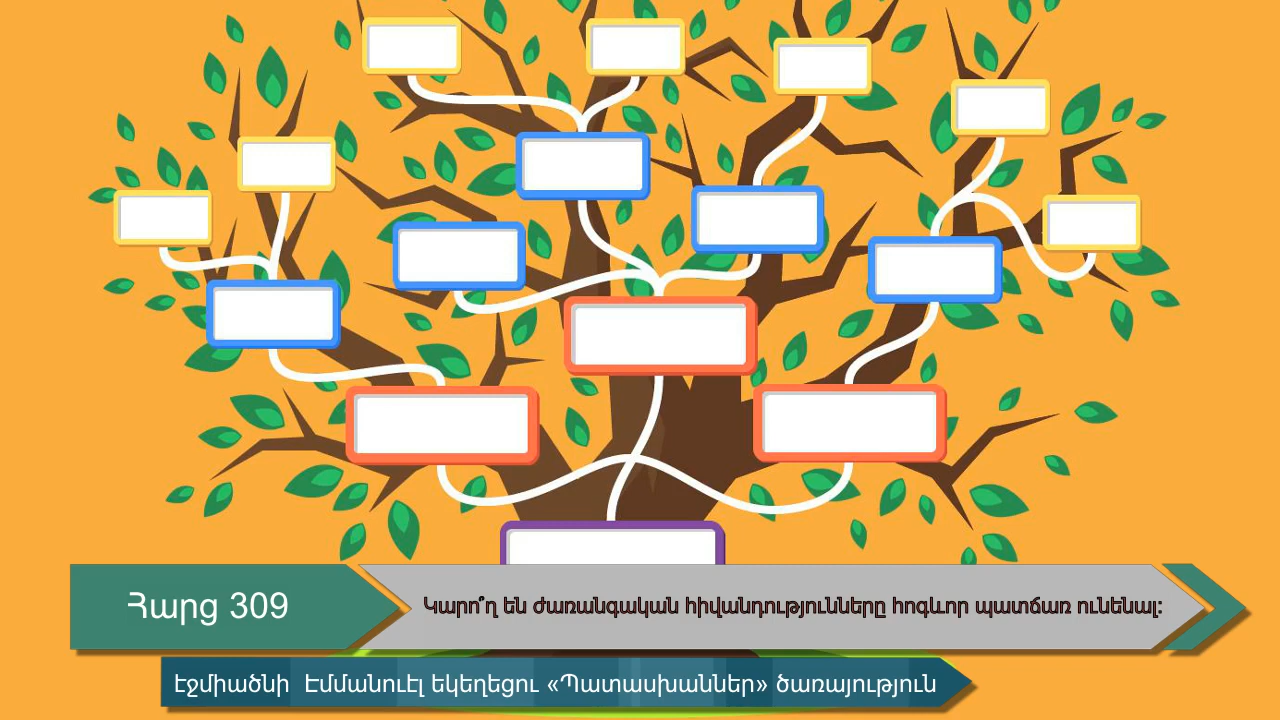 Հարց 309
Կարո՞ղ են ժառանգական հիվանդությունները հոգևոր պատճառ ունենալ:
Էջմիածնի Էմմանուէլ եկեղեցու «Պատասխաններ» ծառայություն